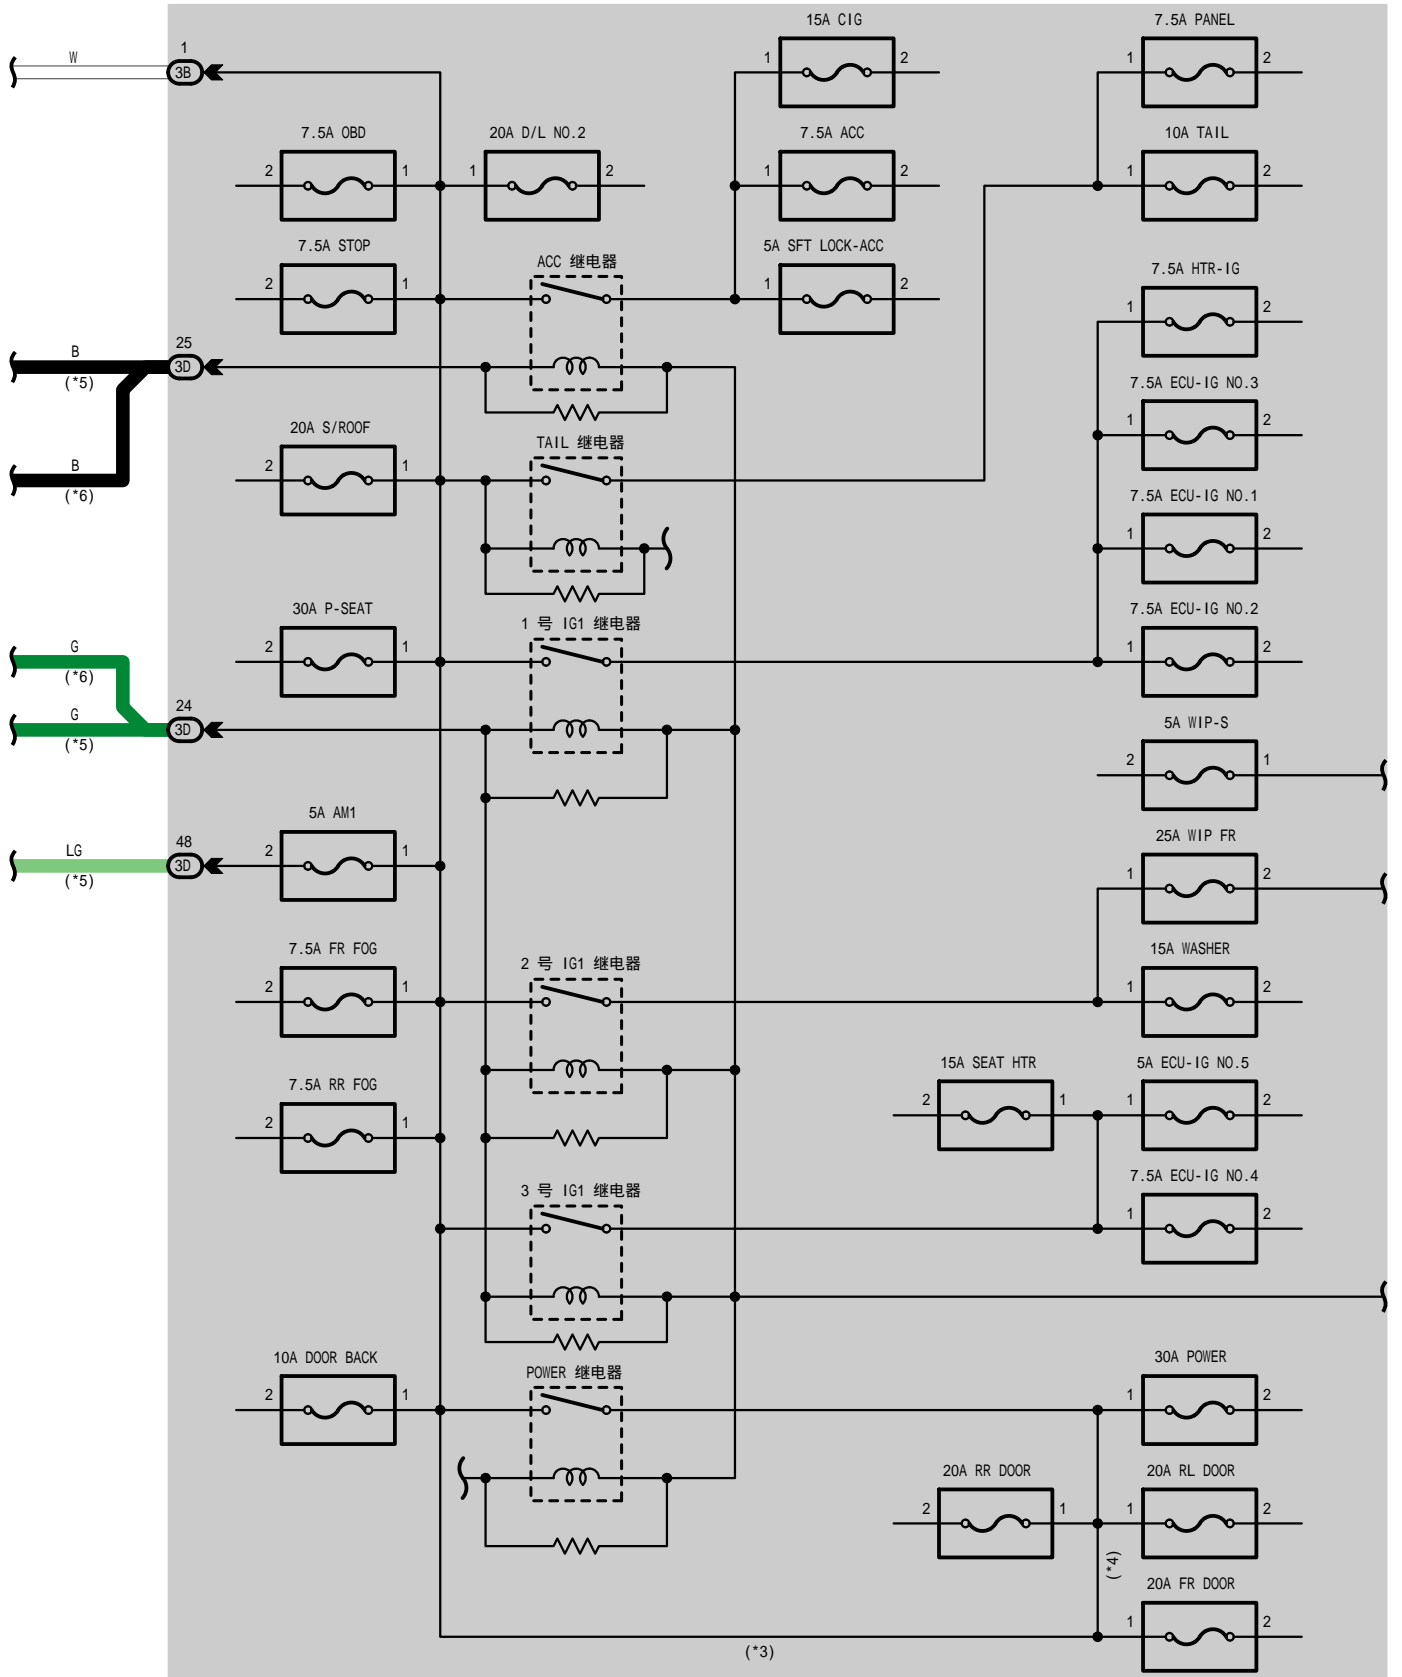 15A CIG
7.5A PANEL
1
W
3B
1
2
1
2
7.5A OBD
20A D/L NO.2
7.5A ACC
10A TAIL
2
1
1
2
1
2
1
2
7.5A STOP
ACC 继电器
5A SFT LOCK-ACC
7.5A HTR-IG
2
1
1
2
1
2
25
B
3D
(*5)
7.5A ECU-IG NO.3
1
2
20A S/ROOF
TAIL 继电器
B
2
1
(*6)
7.5A ECU-IG NO.1
1
2
30A P-SEAT
1 号 IG1 继电器
7.5A ECU-IG NO.2
G
2
1
1
2
(*6)
24
G
3D
(*5)
5A WIP-S
2
1
5A AM1
25A WIP FR
48
LG
3D
2
1
(*5)
1
2
7.5A FR FOG
2 号 IG1 继电器
15A WASHER
2
1
1
2
15A SEAT HTR
5A ECU-IG NO.5
7.5A RR FOG
2
1
1
2
2
1
3 号 IG1 继电器
7.5A ECU-IG NO.4
1
2
10A DOOR BACK
POWER 继电器
30A POWER
2
1
1
2
20A RR DOOR
20A RL DOOR
2
1
1
2
(*4)
20A FR DOOR
1
2
(*3)